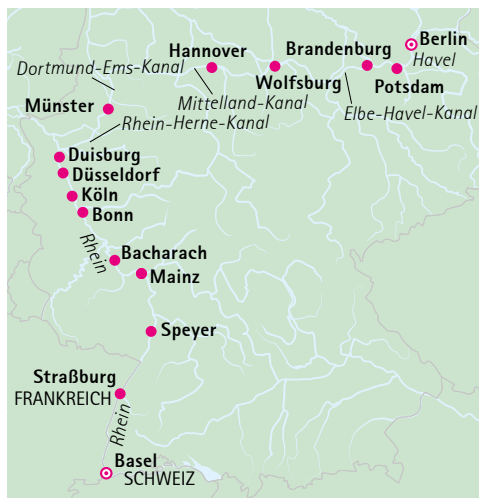 Berlin
Hannover
Brandenburg
Havel
Dortmund-Ems-Kanal
Wolfsburg
Potsdam
Münster
Mittelland-Kanal
Elbe-Havel-Kanal
Rhein-Herne-Kanal
Duisburg
Düsseldorf
Köln
Bonn
Rhein
Bacharach
Mainz
Speyer
Straßburg
FRANKREICH
Rhein
Basel
SCHWEIZ